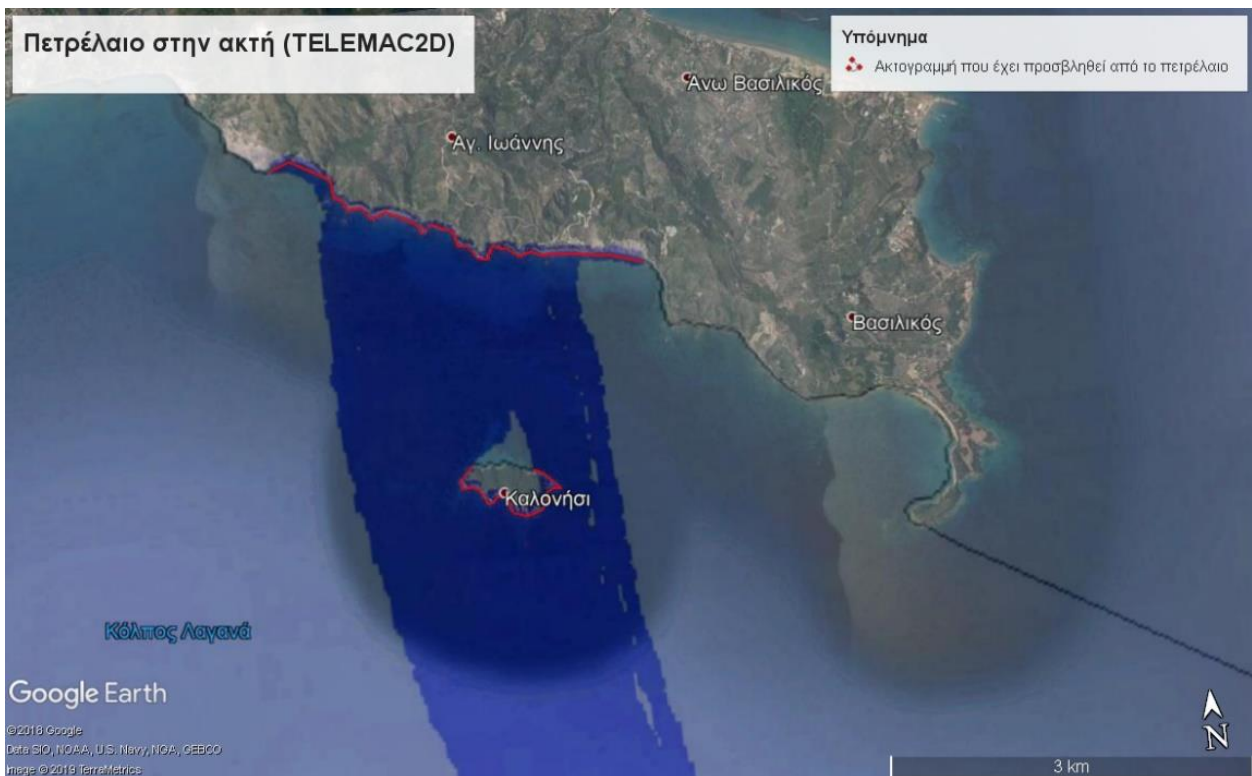 Πετρέλαιο στην ακτή (TELEMAC2D)
Υπόμνημα
Ακτογραμμή που έχει προσβληθεί από το πετρέλαιο
Άνω Βασιλικός
Αγ. Ιωάννης
Βασιλικός
Καλονήσι
Κόλπος Λαγανά
Google Earth
©2018 Google
Data SIO, NOAA, U.S. Navy, NGA, GEBCO
Image © 2019 TerraMetrics
N
3 km